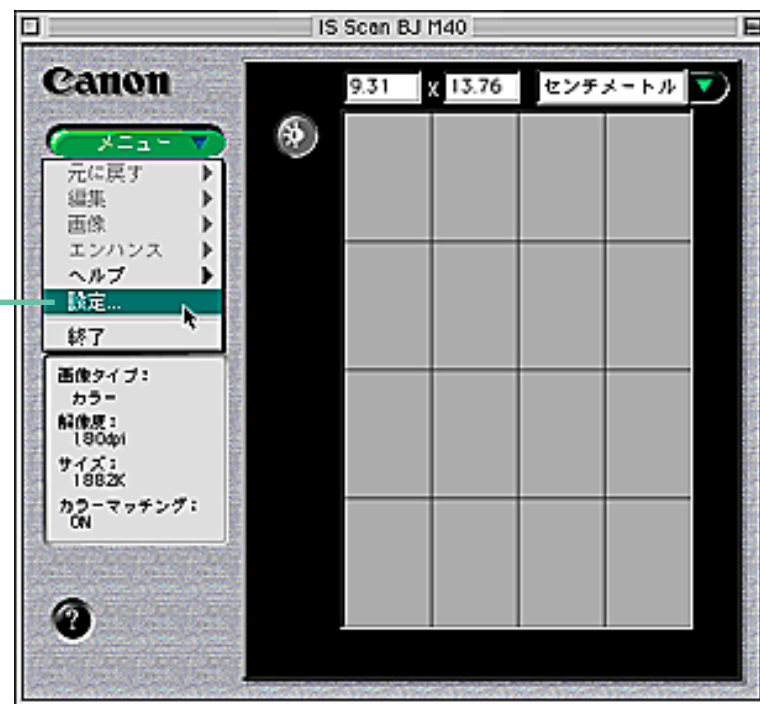 IS Scan BJ M40
Canon
9.31 X 13.76 センチメートル
メニュー
元に戻す
編集
画像
エンハンス
ヘルプ
設定...
終了
画像タイプ:
カラー
解像度:
180dpi
サイズ:
1882K
カラーマッチング:
ON
?